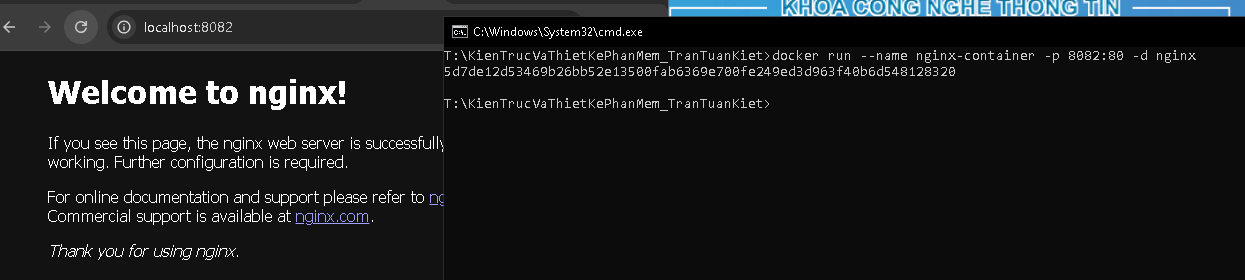 localhost:8082
Welcome to nginx!
If you see this page, the nginx web server is successfully
working. Further configuration is required.
For online documentation and support please refer to
Commercial support is available at nginx.com.
Thank you for using nginx.
KHOA CÔNG NGHỆ THÔNG TIN
C:\Windows\System32\cmd.exe
T:\KienTrucVaThietKePhanMem_TranTuanKiet>docker run --name nginx-container -p 8082:80 -d nginx
5d7de12d53469b26bb52e13500fab6369e700fe249ed3d963f40b6d548128320
T:\KienTrucVaThietKePhanMem_TranTuanKiet>